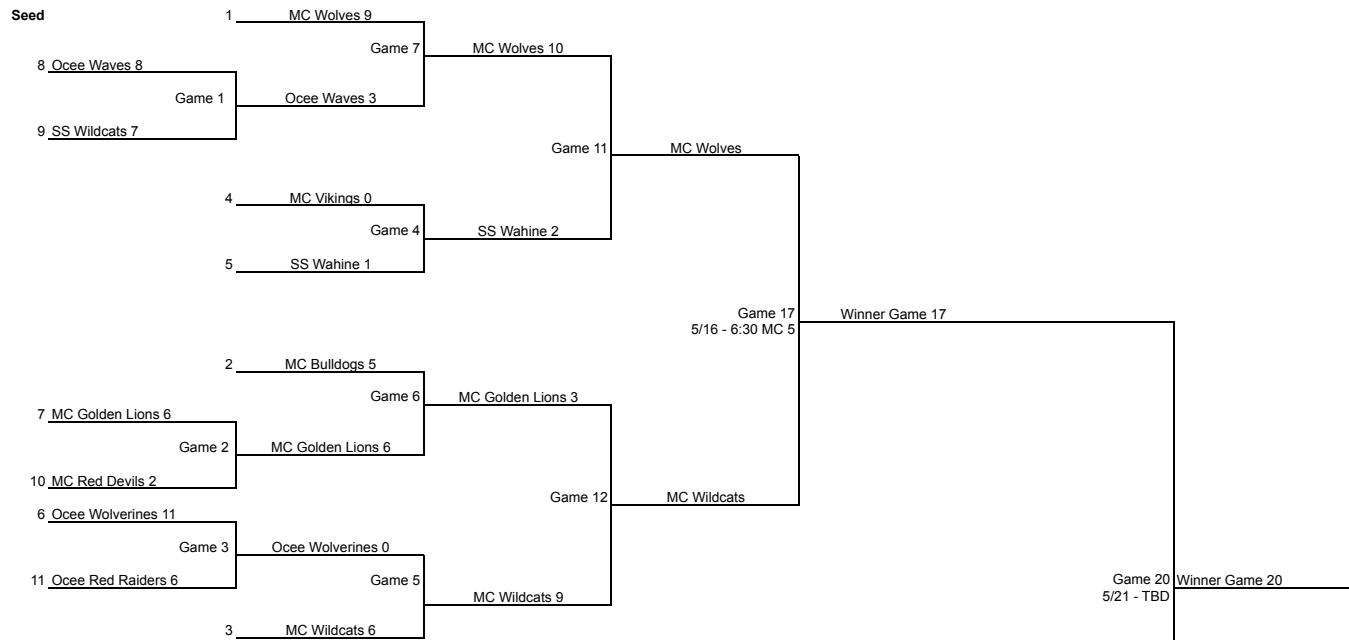 Seed
1 MC Wolves 9
Game 7 MC Wolves 10
8 Ocee Waves 8
Game 1 Ocee Waves 3
9 SS Wildcats 7
Game 11 MC Wolves
4 MC Vikings 0
Game 4 SS Wahine 2
5 SS Wahine 1
Game 17 Winner Game 17
5/16 - 6:30 MC 5
2 MC Bulldogs 5
Game 6 MC Golden Lions 3
7 MC Golden Lions 6
Game 2 MC Golden Lions 6
10 MC Red Devils 2
Game 12 MC Wildcats
6 Ocee Wolverines 11
Game 3 Ocee Wolverines 0
11 Ocee Red Raiders 6
Game 5 MC Wildcats 9
Game 20 Winner Game 20
5/21 - TBD
3 MC Wildcats 6